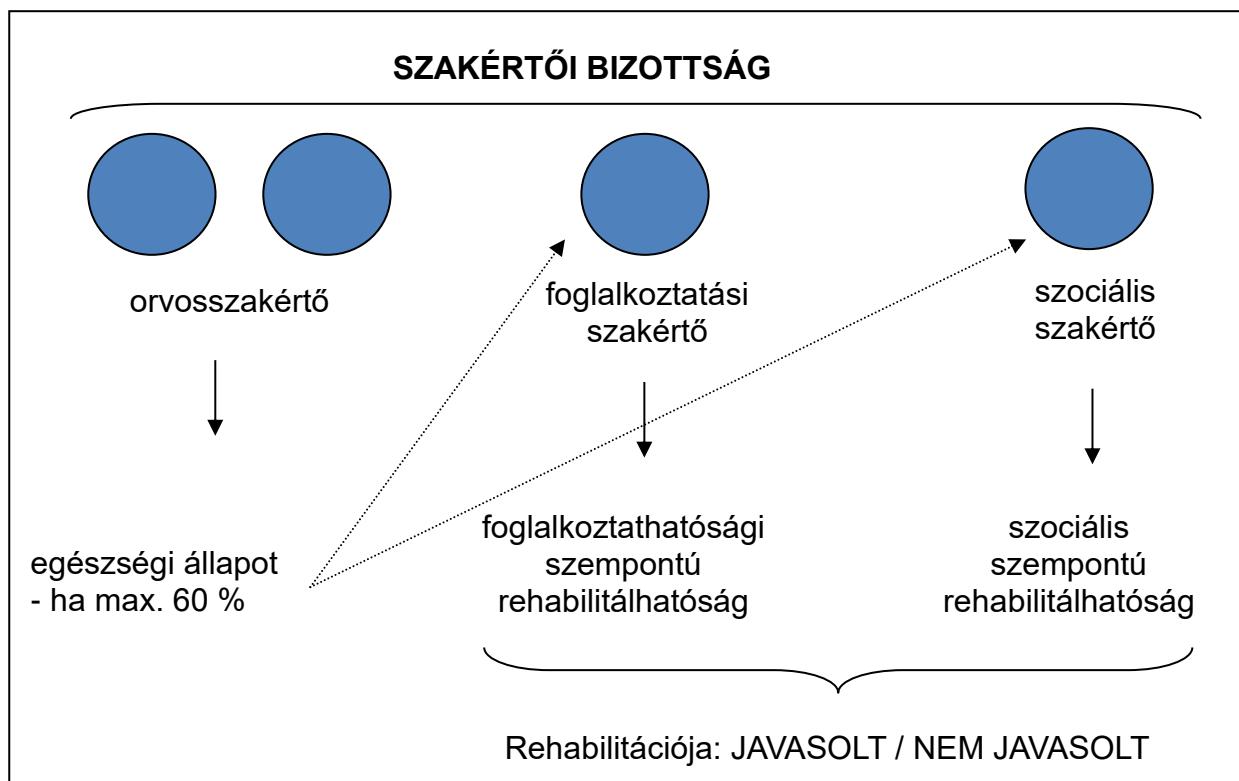 SZAKÉRTŐI BIZOTTSÁG
orvosszakértő
foglalkoztatási
szakértő
szociális
szakértő
egészségi állapot
- ha max. 60 %
foglalkoztathatósági
szempontú
rehabilitálhatóság
szociális
szempontú
rehabilitálhatóság
Rehabilitációja: JAVASOLT / NEM JAVASOLT